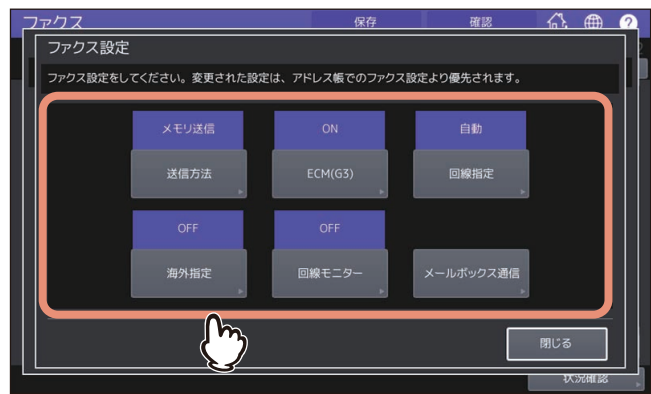 ファクス 保存 確認 ?
ファクス設定
ファクス設定をしてください。変更された設定は、アドレス帳でのファクス設定より優先されます。
メモリ送信 ON 自動
送信方法 ECM(G3) 回線指定
OFF OFF
海外指定 回線モニター メールボックス通信
閉じる
状況確認